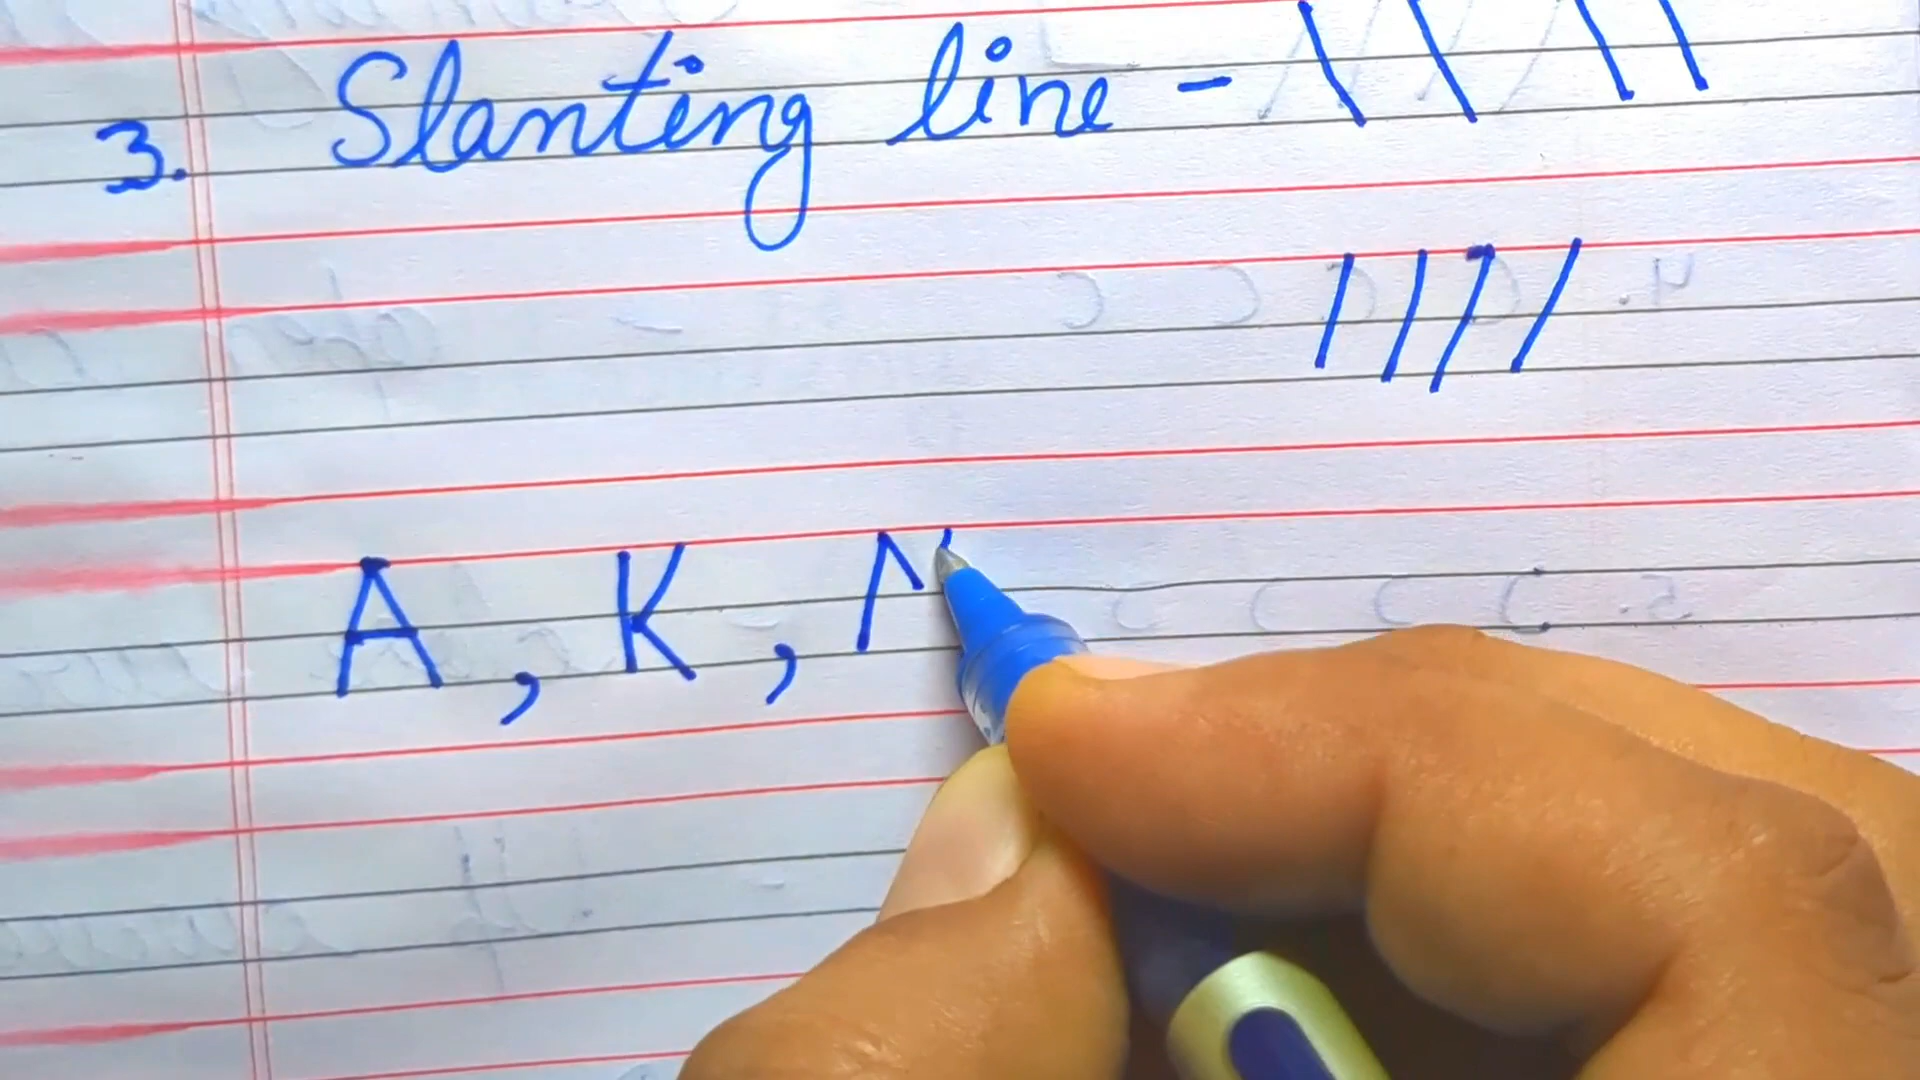 3. Slanting line - \ \ \ \
/ / / /
A, K,